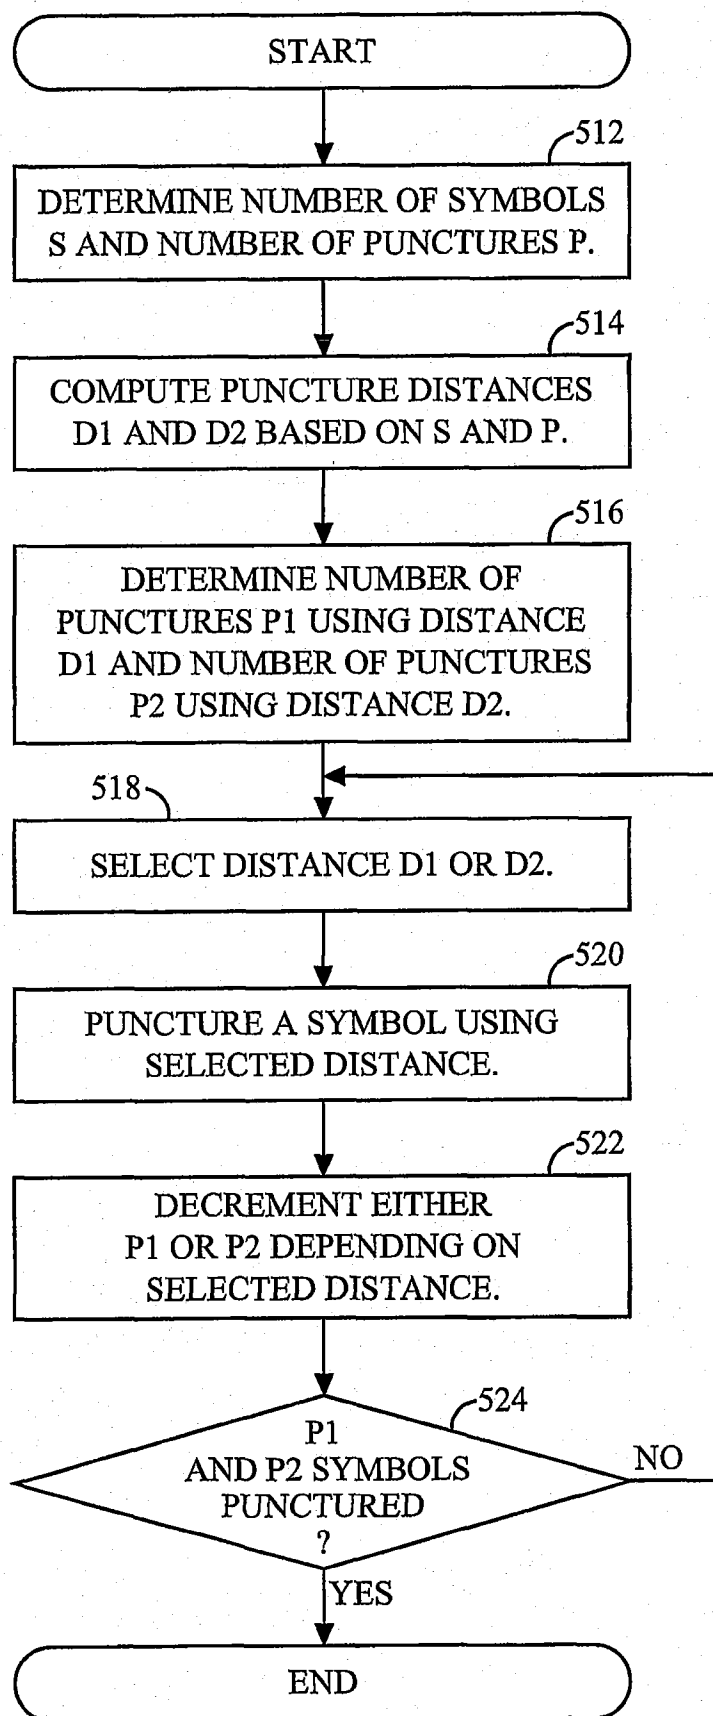 START
512
DETERMINE NUMBER OF SYMBOLS
S AND NUMBER OF PUNCTURES P.
514
COMPUTE PUNCTURE DISTANCES
D1 AND D2 BASED ON S AND P.
516
DETERMINE NUMBER OF
PUNCTURES P1 USING DISTANCE
D1 AND NUMBER OF PUNCTURES
P2 USING DISTANCE D2.
518
SELECT DISTANCE D1 OR D2.
520
PUNCTURE A SYMBOL USING
SELECTED DISTANCE.
522
DECREMENT EITHER
P1 OR P2 DEPENDING ON
SELECTED DISTANCE.
524
P1
AND P2 SYMBOLS
PUNCTURED
?
NO
YES
END